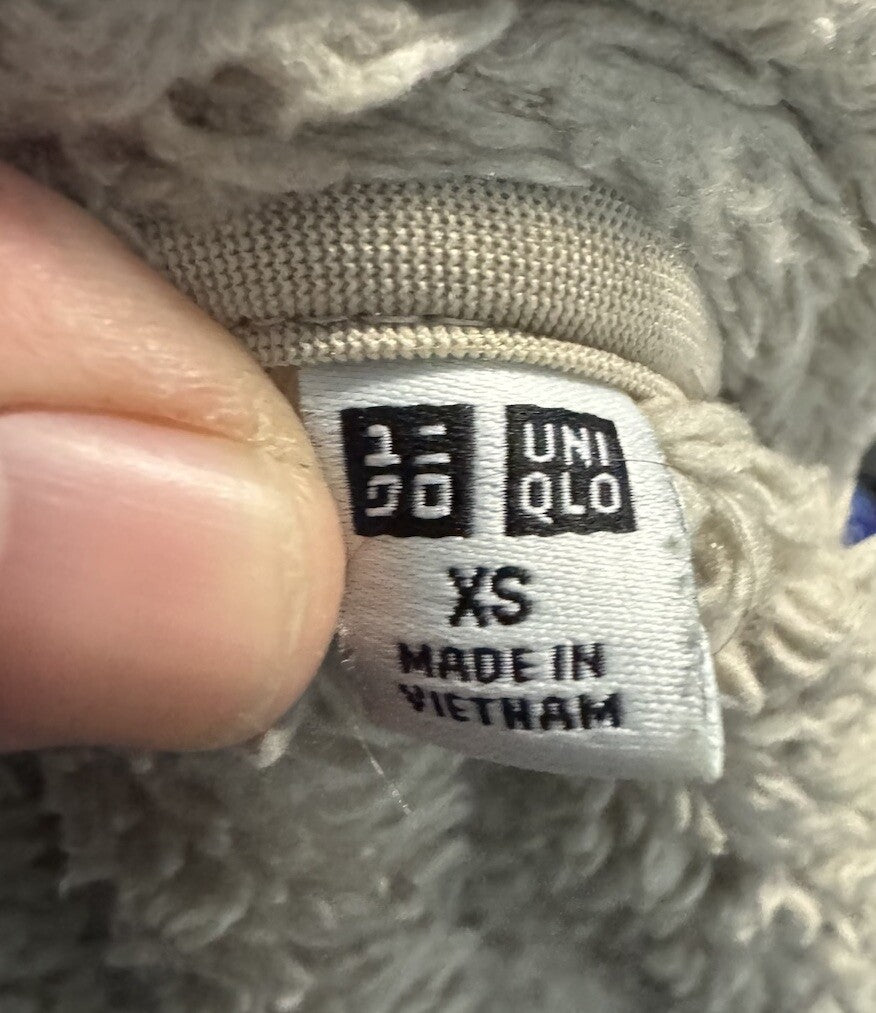 ユニ UNI
クロ QLO
XS
MADE IN
VIETNAM